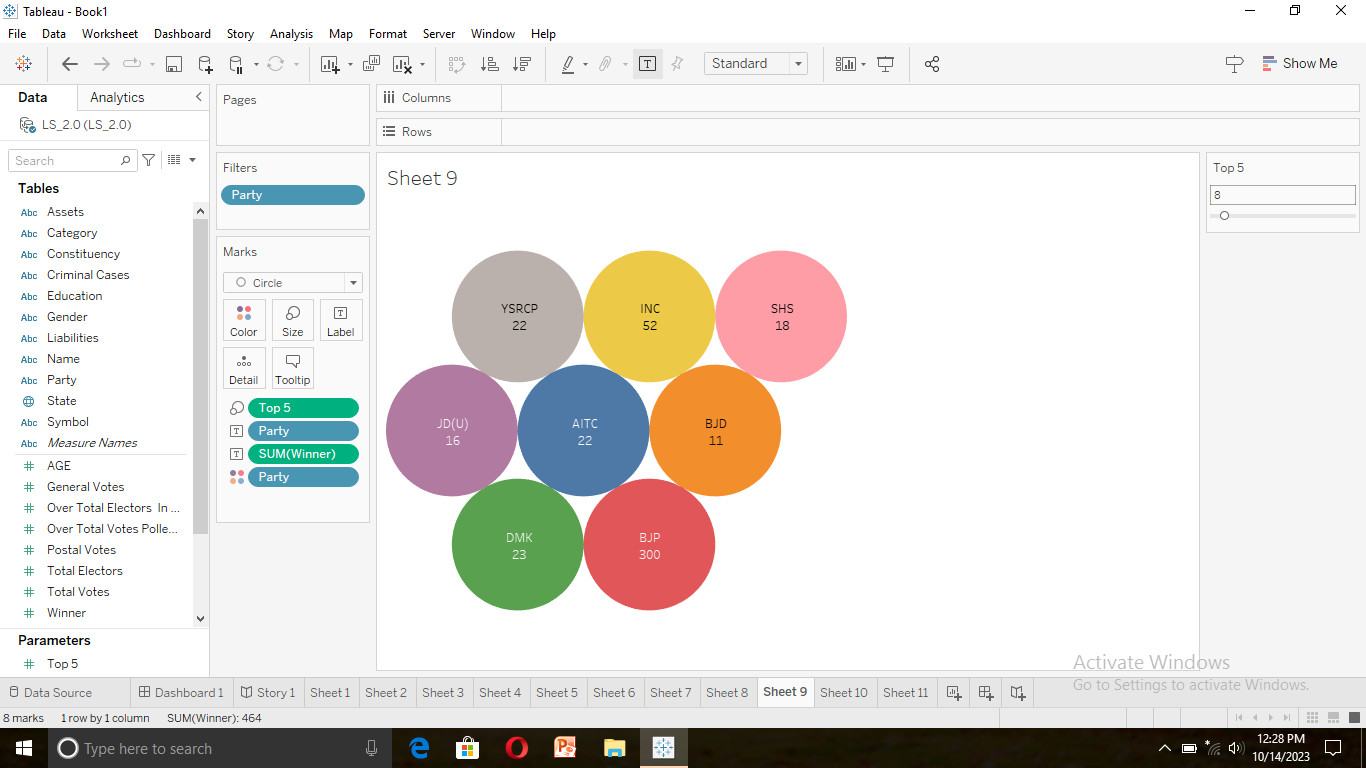 Tableau - Book1
File Data Worksheet Dashboard Story Analysis Map Format Server Window Help
Standard
Show Me
Data Analytics
LS_2.0 (LS_2.0)
Search
Tables
Abc Assets
Abc Category
Abc Constituency
Abc Criminal Cases
Abc Education
Abc Gender
Abc Liabilities
Abc Name
Abc Party
State
Abc Symbol
Abc Measure Names
# AGE
# General Votes
# Over Total Electors In ...
# Over Total Votes Polle...
# Postal Votes
# Total Electors
# Total Votes
# Winner
Parameters
# Top 5
Pages
Filters
Party
Marks
Circle
Color Size Label
Detail Tooltip
Top 5
Party
SUM(Winner)
Party
Columns
Rows
Sheet 9
YSRCP
22
INC
52
SHS
18
JD(U)
16
AITC
22
BJD
11
DMK
23
BJP
300
Top 5
8
Activate Windows
Go to Settings to activate Windows.
Data Source Dashboard 1 Story 1 Sheet 1 Sheet 2 Sheet 3 Sheet 4 Sheet 5 Sheet 6 Sheet 7 Sheet 8 Sheet 9 Sheet 10 Sheet 11
8 marks 1 row by 1 column SUM(Winner): 464
Type here to search
12:28 PM
10/14/2023